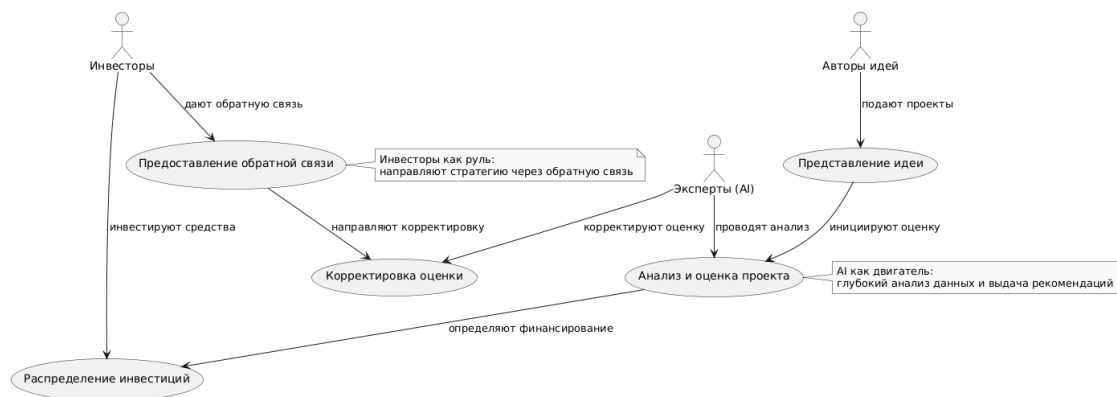 Инвесторы
Авторы идей
дают обратную связь
подают проекты
Предоставление обратной связи
Инвесторы как руль:
направляют стратегию через обратную связь
Эксперты (AI)
Представление идеи
инвестируют средства
направляют корректировку
корректируют оценку
проводят анализ
инициируют оценку
Корректировка оценки
Анализ и оценка проекта
AI как двигатель:
глубокий анализ данных и выдача рекомендаций
определяют финансирование
Распределение инвестиций